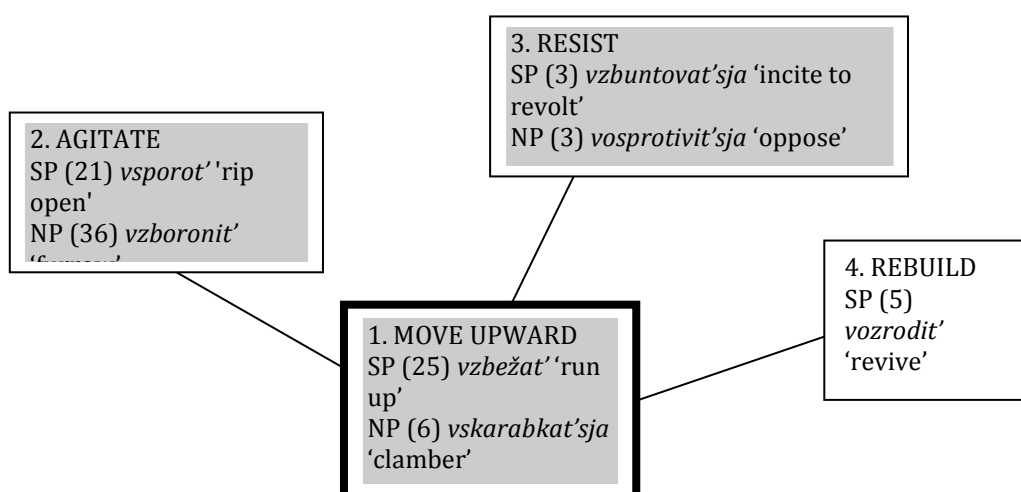 3. RESIST
SP (3) vzbuntovat’sja ‘incite to
revolt’
NP (3) vosprotivit’sja ‘oppose’
2. AGITATE
SP (21) vsporot’ 'rip
open'
NP (36) vzboronit’
4. REBUILD
SP (5)
vozrodit’
‘revive’
1. MOVE UPWARD
SP (25) vzbežat’ ‘run
up’
NP (6) vskarabkat’sja
‘clamber’